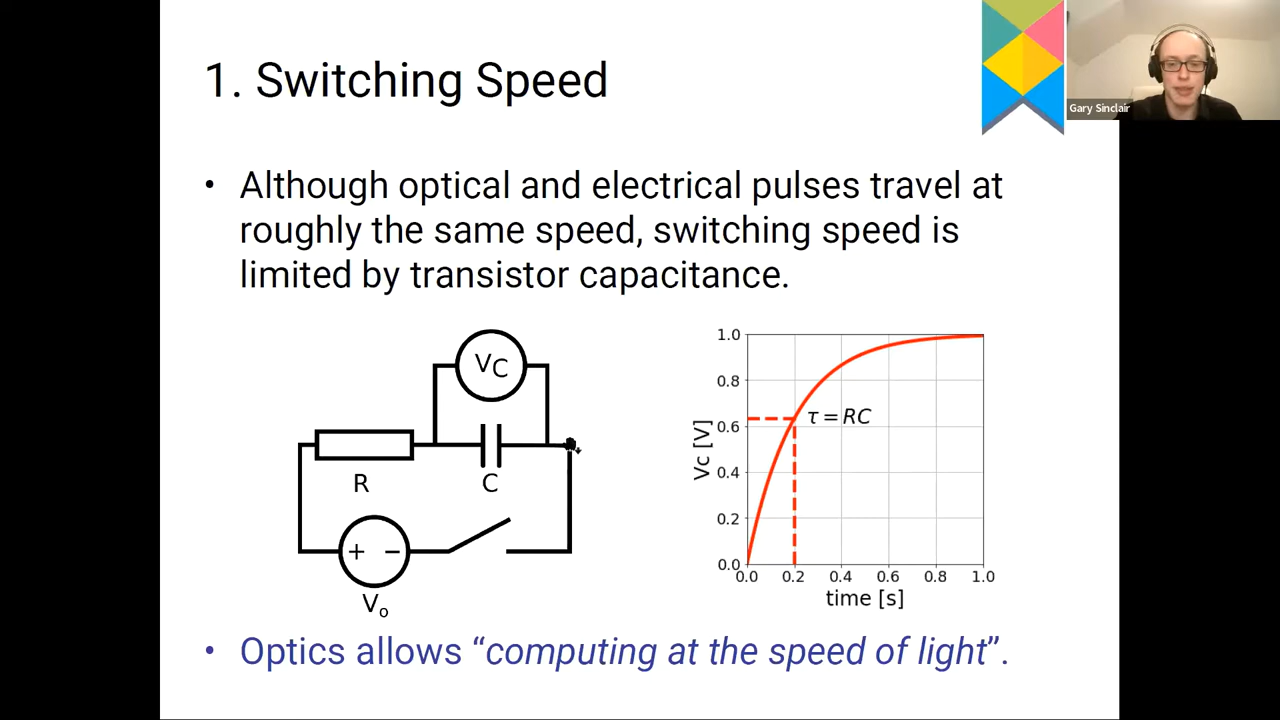 1. Switching Speed
Gary Sinclair
• Although optical and electrical pulses travel at
roughly the same speed, switching speed is
limited by transistor capacitance.
VC
R
C
+ −
Vo
1.0
0.8
0.6
0.4
0.2
0.0
Vc [V]
τ = RC
0.0 0.2 0.4 0.6 0.8 1.0
time [s]
• Optics allows “computing at the speed of light”.